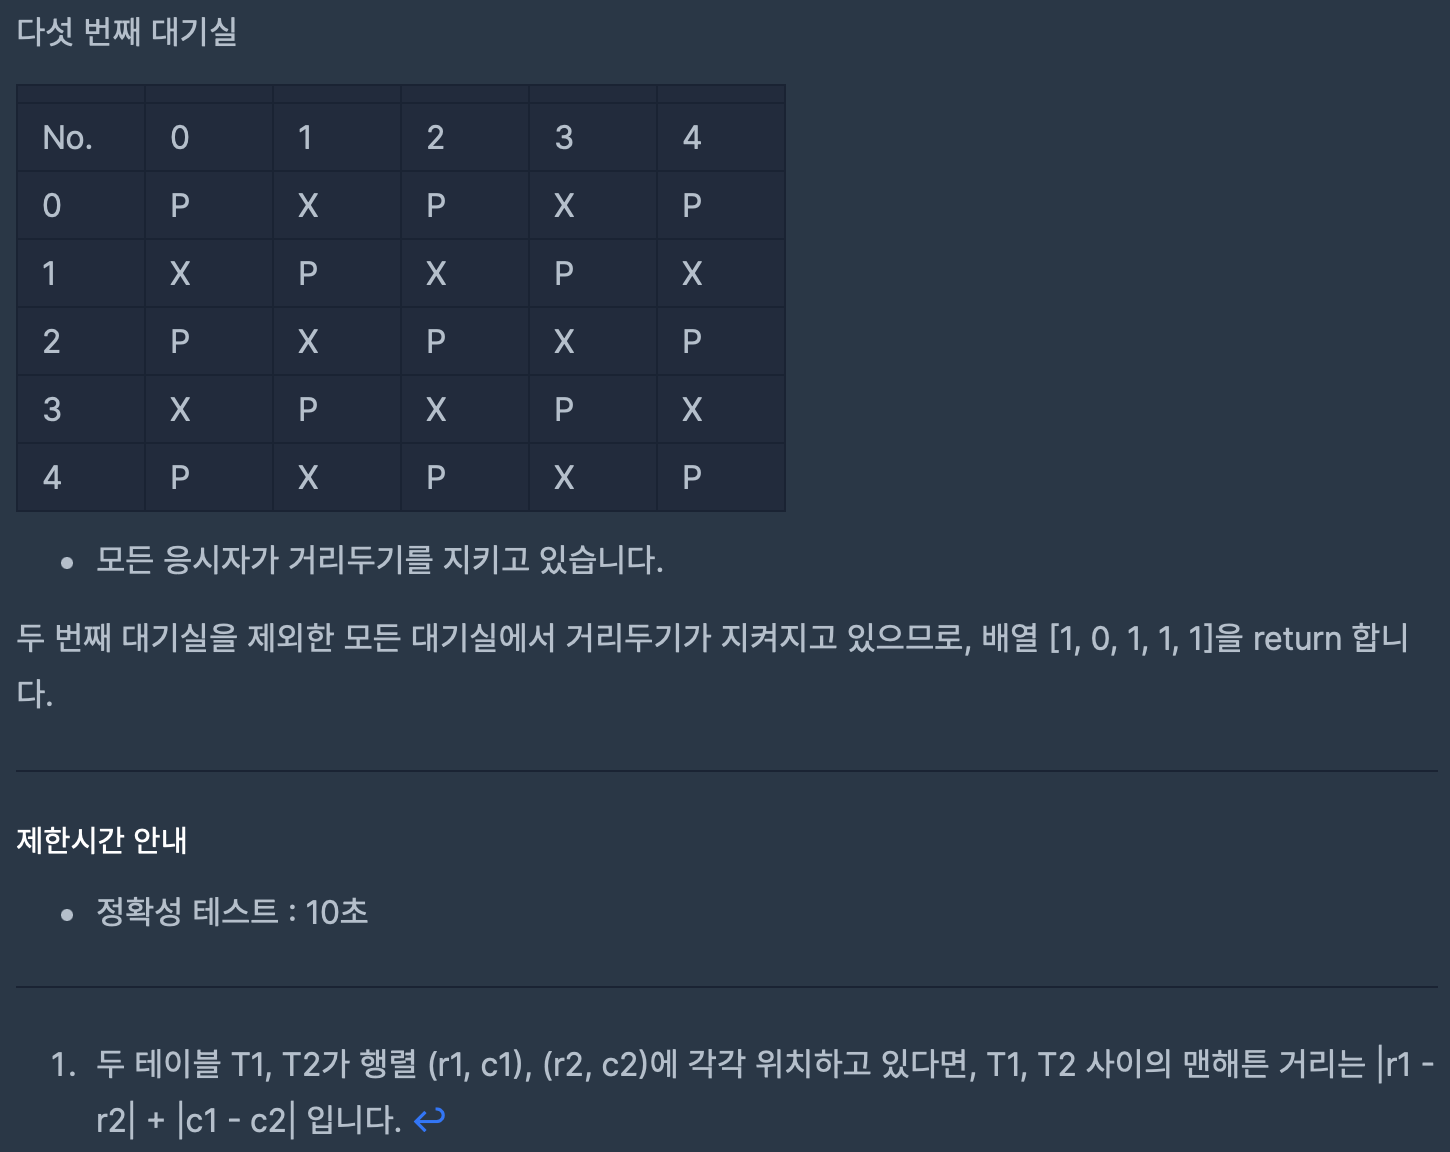 다섯 번째 대기실
No. 0 1 2 3 4
0 P X P X P
1 X P X P X
2 P X P X P
3 X P X P X
4 P X P X P
• 모든 응시자가 거리두기를 지키고 있습니다.
두 번째 대기실을 제외한 모든 대기실에서 거리두기가 지켜지고 있으므로, 배열 [1, 0, 1, 1, 1]을 return 합니
다.
제한시간 안내
• 정확성 테스트 : 10초
1. 두 테이블 T1, T2가 행렬 (r1, c1), (r2, c2)에 각각 위치하고 있다면, T1, T2 사이의 맨해튼 거리는 |r1 -
r2| + |c1 - c2| 입니다. ↩